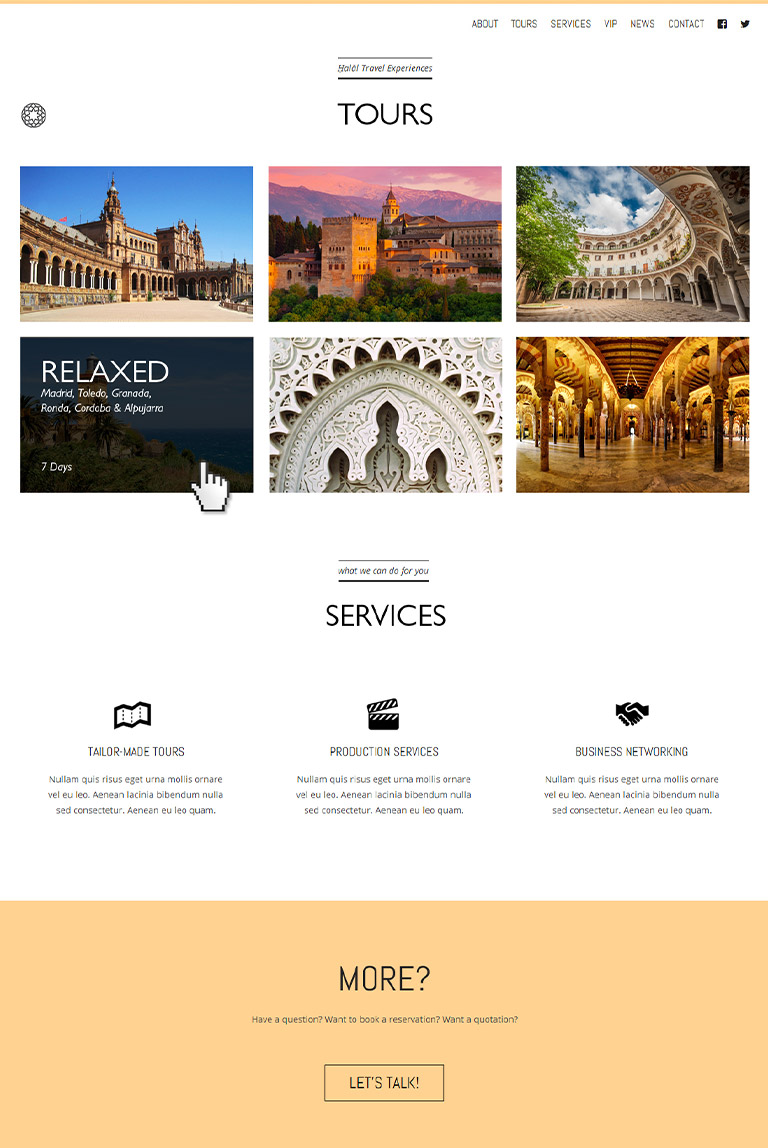 ABOUT TOURS SERVICES VIP NEWS CONTACT
Halāl Travel Experiences
TOURS
RELAXED
Madrid, Toledo, Granada,
Ronda, Cordoba & Alpujarra
7 Days
what we can do for you
SERVICES
TAILOR-MADE TOURS
Nullam quis risus eget urna mollis ornare
vel eu leo. Aenean lacinia bibendum nulla
sed consectetur. Aenean eu leo quam.
PRODUCTION SERVICES
Nullam quis risus eget urna mollis ornare
vel eu leo. Aenean lacinia bibendum nulla
sed consectetur. Aenean eu leo quam.
BUSINESS NETWORKING
Nullam quis risus eget urna mollis ornare
vel eu leo. Aenean lacinia bibendum nulla
sed consectetur. Aenean eu leo quam.
MORE?
Have a question? Want to book a reservation? Want a quotation?
LET'S TALK!